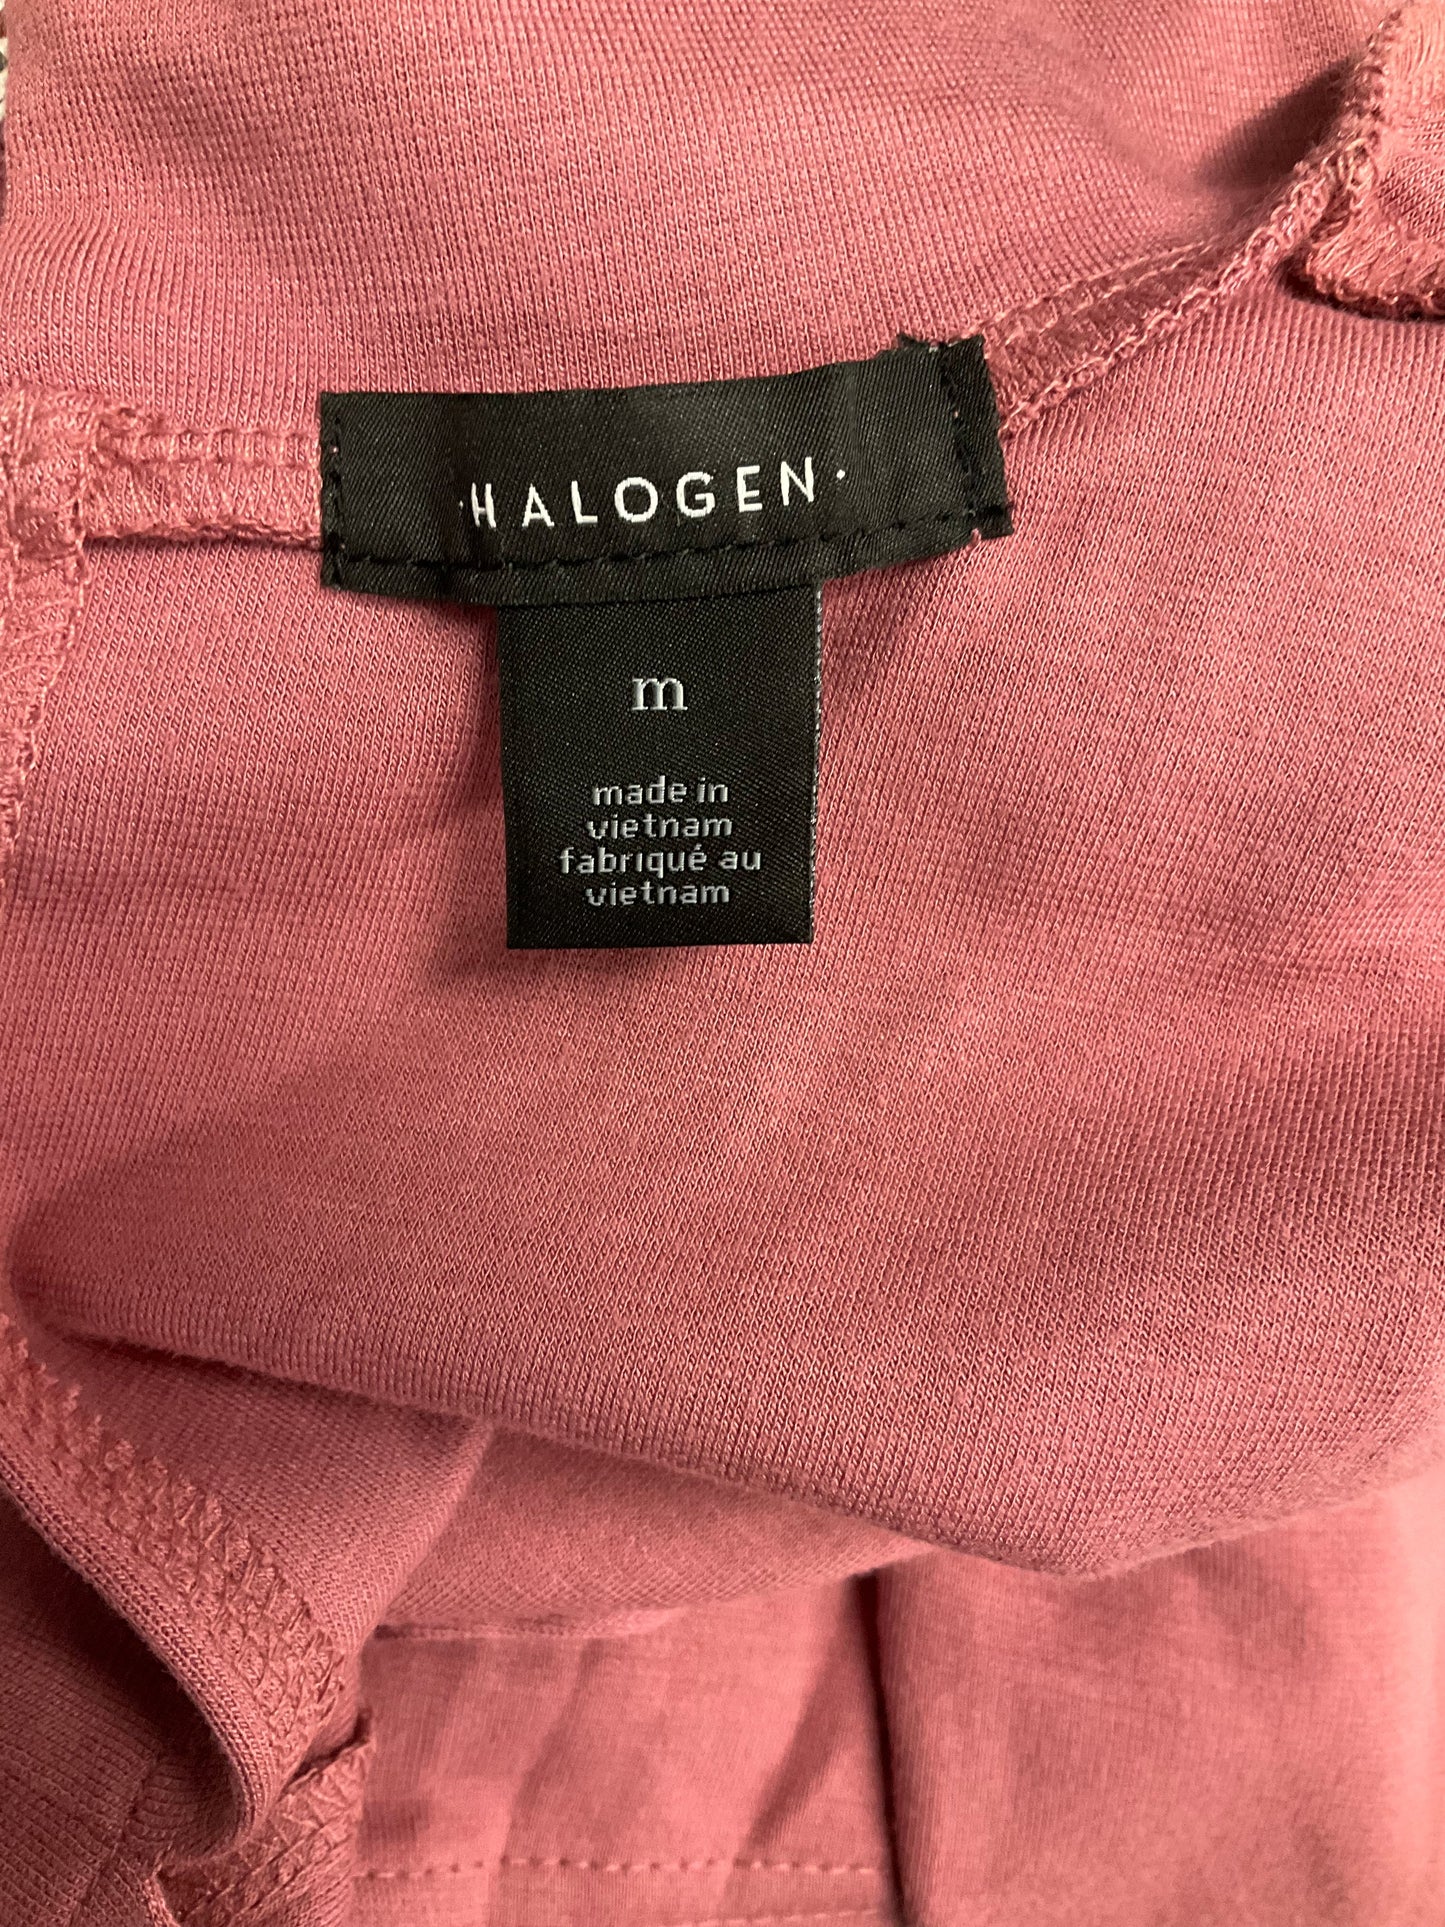 ·HALOGEN·
m
made in
vietnam
fabriqué au
vietnam